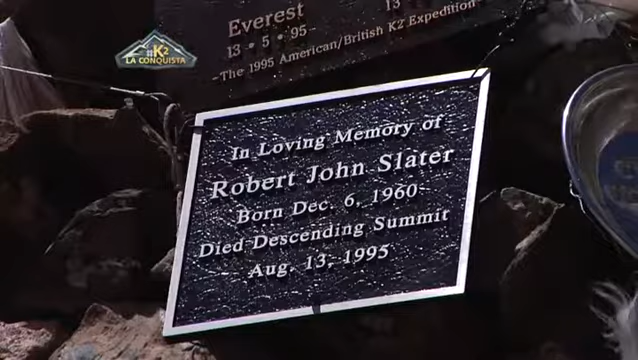 Everest
13 • 5 • 95
13
-The 1995 American/British K2 Expedition-
K2
LA CONQUISTA
In Loving Memory of
Robert John Slater
Born Dec. 6, 1960
Died Descending Summit
Aug. 13, 1995